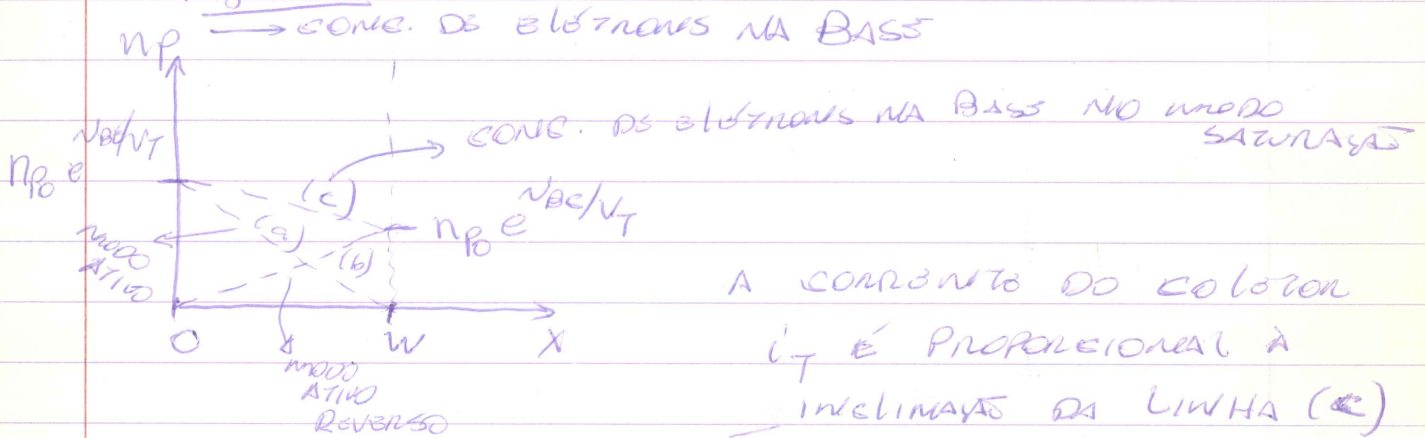 np → CONC. DE ELÉTRONS NA BASE
CONC. DE ELÉTRONS NA BASE NO MODO
SATURAÇÃO
np₀ e^vBE/VT
(c)
np₀ e^vBC/VT
(a)
MODO
ATIVO
(b)
A CORRENTE DO COLETOR
0 W X
iT É PROPORCIONAL À
MODO
ATIVO
REVERSO
INCLINAÇÃO DA LINHA (c)